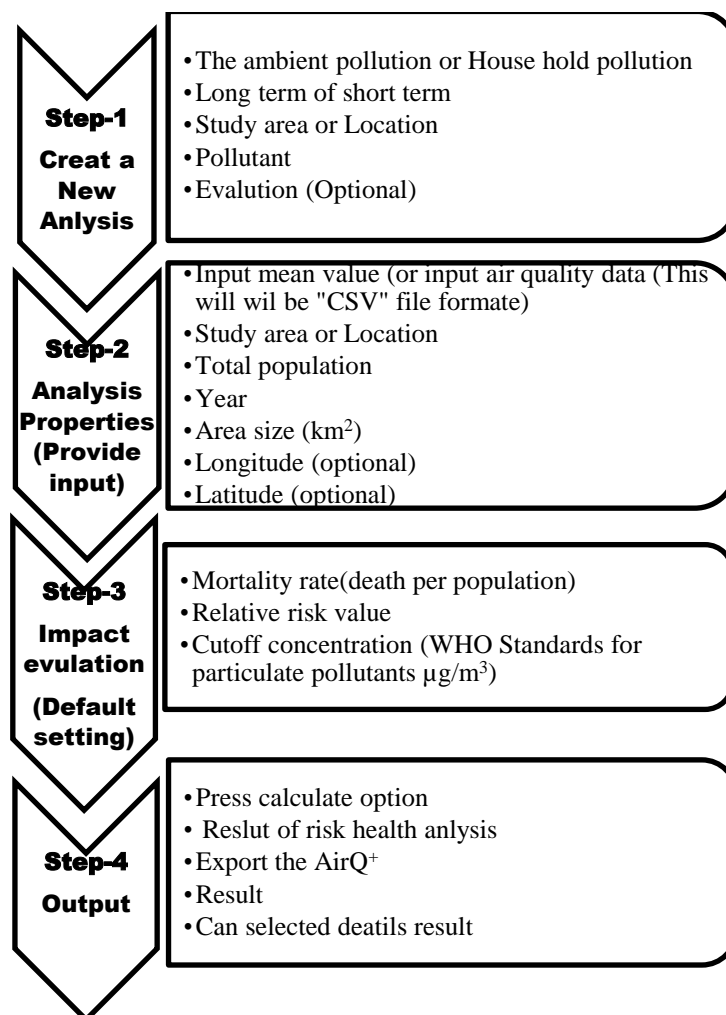 Step-1
Creat a
New
Anlysis
•The ambient pollution or House hold pollution
•Long term of short term
•Study area or Location
•Pollutant
•Evalution (Optional)
Step-2
Analysis
Properties
(Provide
input)
•Input mean value (or input air quality data (This
will wil be "CSV" file formate)
•Study area or Location
•Total population
•Year
•Area size (km²)
•Longitude (optional)
•Latitude (optional)
Step-3
Impact
evulation
(Default
setting)
•Mortality rate(death per population)
•Relative risk value
•Cutoff concentration (WHO Standards for
particulate pollutants µg/m³)
Step-4
Output
•Press calculate option
• Reslut of risk health anlysis
•Export the AirQ⁺
•Result
•Can selected deatils result